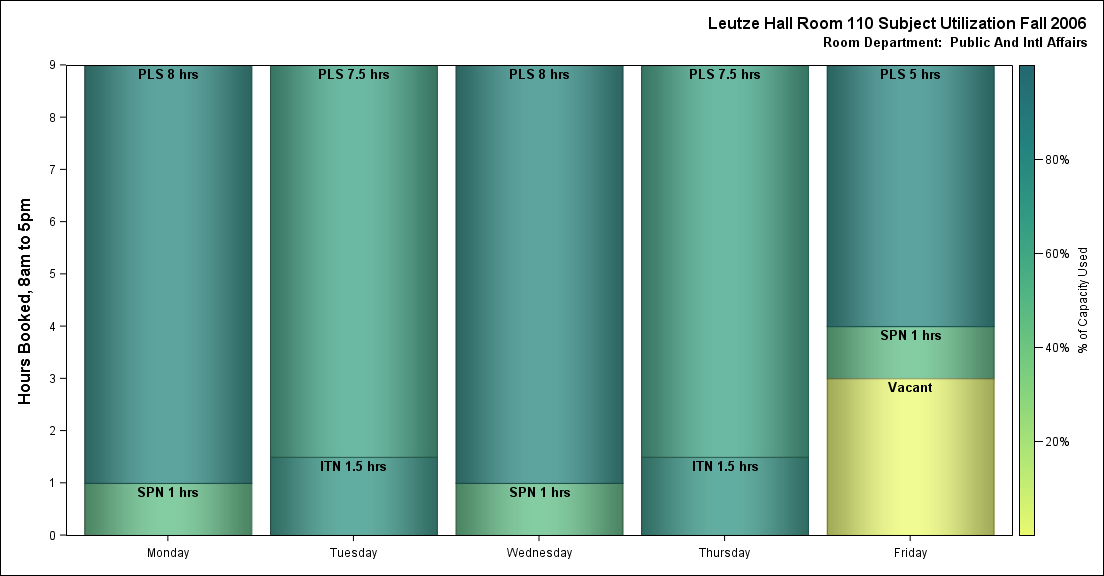 Leutze Hall Room 110 Subject Utilization Fall 2006
Room Department: Public And Intl Affairs
Hours Booked, 8am to 5pm
9
8
7
6
5
4
3
2
1
0
PLS 8 hrs
SPN 1 hrs
PLS 7.5 hrs
ITN 1.5 hrs
PLS 8 hrs
SPN 1 hrs
PLS 7.5 hrs
ITN 1.5 hrs
PLS 5 hrs
SPN 1 hrs
Vacant
Monday
Tuesday
Wednesday
Thursday
Friday
80%
60%
40%
20%
% of Capacity Used